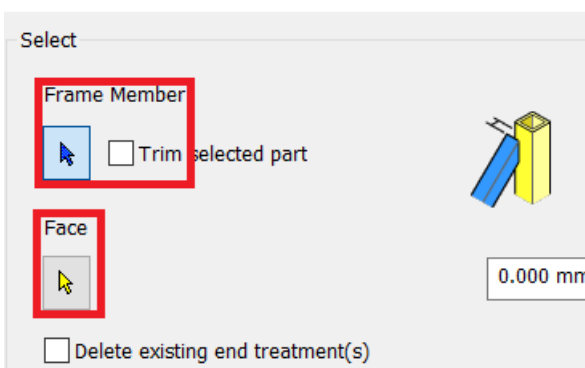 Select
Frame Member
Trim selected part
Face
0.000 mm
Delete existing end treatment(s)